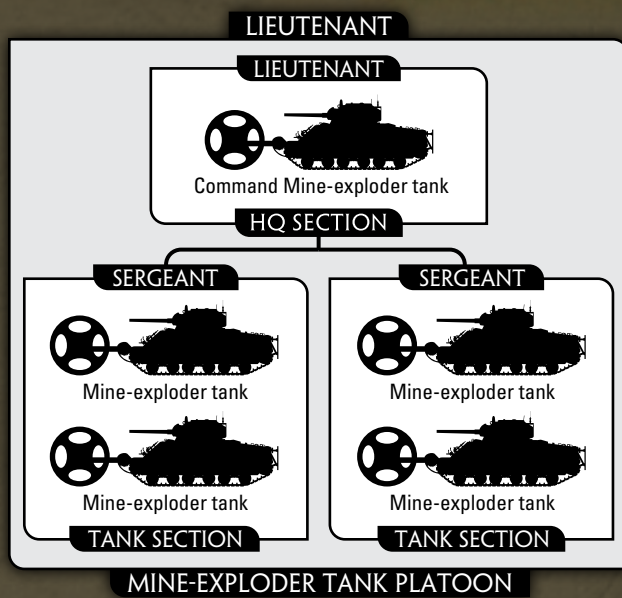 LIEUTENANT
LIEUTENANT
Command Mine-exploder tank
HQ SECTION
SERGEANT
Mine-exploder tank
Mine-exploder tank
TANK SECTION
SERGEANT
Mine-exploder tank
Mine-exploder tank
TANK SECTION
MINE-EXPLODER TANK PLATOON